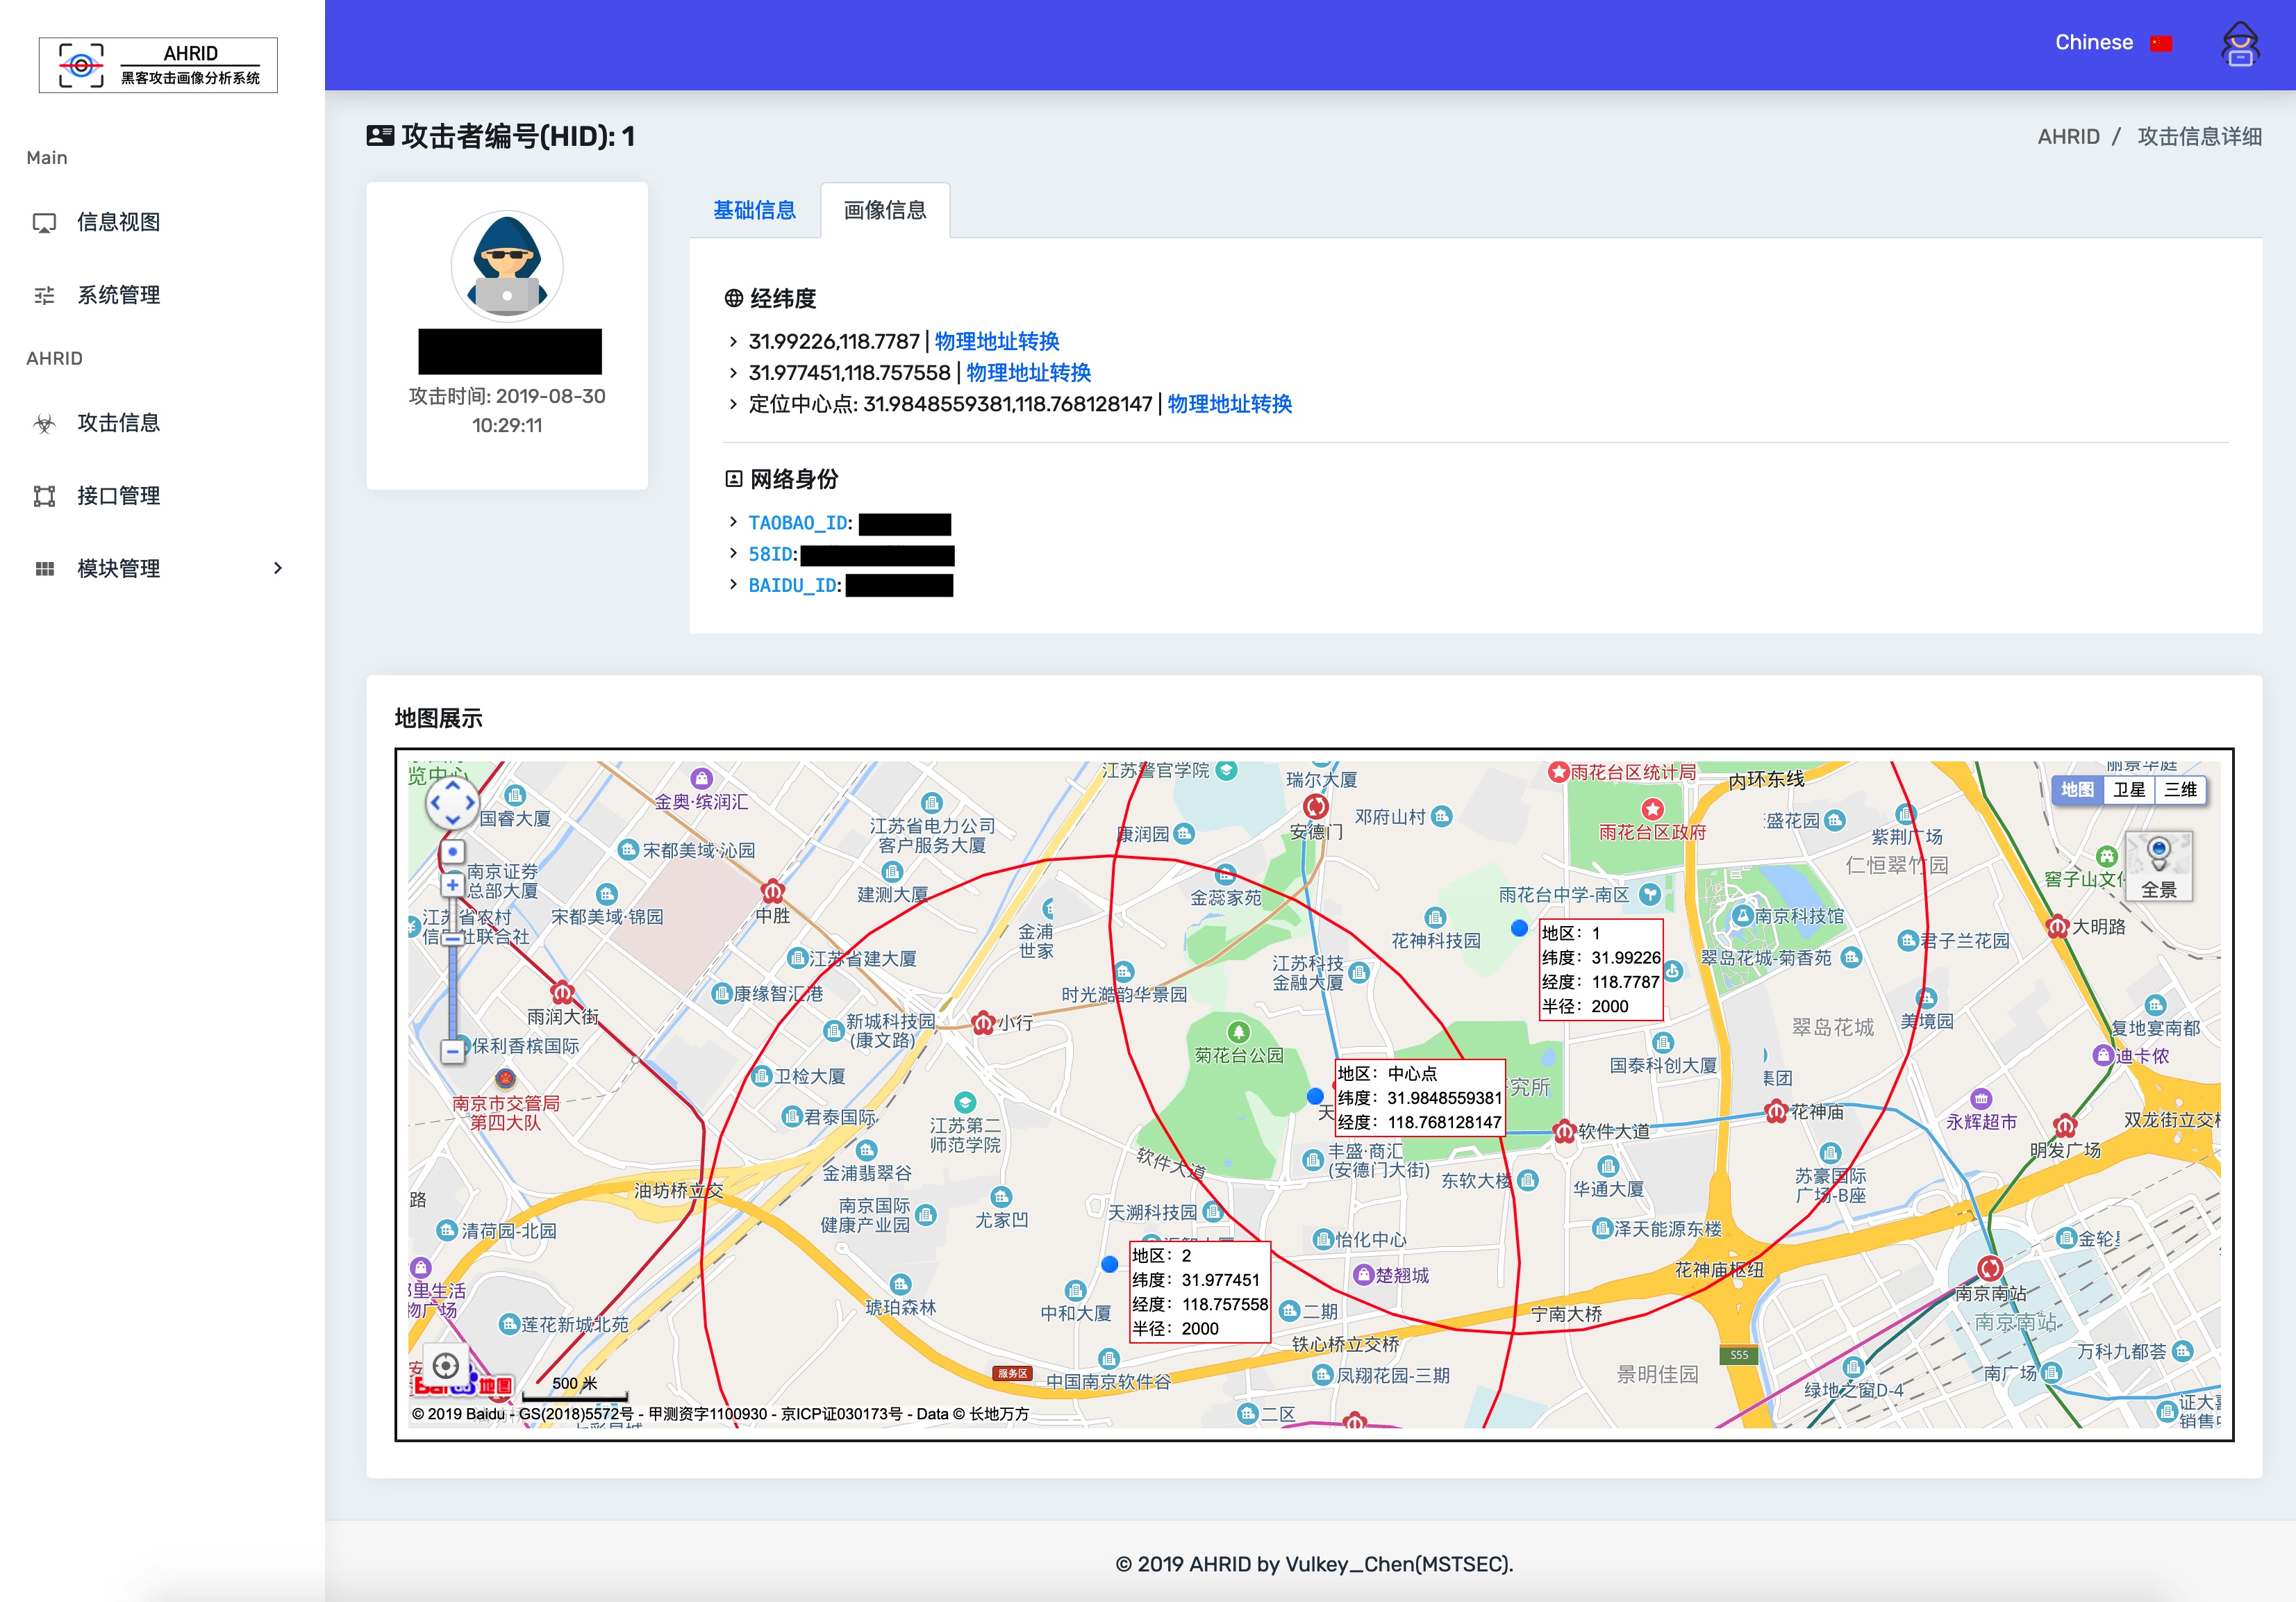 AHRID
黑客攻击画像分析系统
Chinese
Main
信息视图
系统管理
AHRID
攻击信息
接口管理
模块管理
攻击者编号(HID): 1
AHRID / 攻击信息详细
攻击时间: 2019-08-30
10:29:11
基础信息
画像信息
经纬度
31.99226,118.7787 | 物理地址转换
31.977451,118.757558 | 物理地址转换
定位中心点: 31.9848559381,118.768128147 | 物理地址转换
网络身份
TAOBAO_ID:
58ID:
BAIDU_ID:
地图展示
览中心
国睿大厦
金奥·缤润汇
江苏省电力公司
客户服务大厦
江苏警官学院
瑞尔大厦
康润园
安德门
邓府山村
雨花台区统计局
雨花台区政府
内环东线
盛花园
紫荆广场
仁恒翠竹园
地图
卫星
三维
全景
南京证券
总部大厦
宋都美域·沁园
宋都美域·锦园
江苏省农村
信用社联合社
中胜
建测大厦
金浦
世家
金蕊家苑
雨花台中学-南区
花神科技园
南京科技馆
君子兰花园
翠岛花城-菊香苑
大明路
江苏省建大厦
康缘智汇港
时光澔韵华景园
江苏科技
金融大厦
地区： 1
纬度： 31.99226
经度： 118.7787
半径： 2000
雨润大街
保利香槟国际
新城科技园
(康文路)
小行
菊花台公园
翠岛花城
美境园
复地宴南都
迪卡侬
国泰科创大厦
集团
南京市交管局
第四大队
卫检大厦
君泰国际
江苏第二
师范学院
地区： 中心点
纬度： 31.9848559381
经度： 118.768128147
究所
天
软件大道
花神庙
永辉超市
明发广场
双龙街立交
金浦翡翠谷
软件大道
丰盛·商汇
(安德门大街)
东软大楼
华通大厦
苏豪国际
广场-B座
油坊桥立交
路
清荷园-北园
南京国际
健康产业园
尤家凹
天湖科技园
怡化中心
泽天能源东楼
地区： 2
纬度： 31.977451
经度： 118.757558
半径： 2000
楚翘城
花神庙枢纽
南京南站
南京南站
里生活
物广场
莲花新城北苑
琥珀森林
中和大厦
二期
宁南大桥
铁心桥立交桥
S55
服务区
中国南京软件谷
凤翔花园-三期
景明佳园
绿地之窗D-4
南广场
万科九都荟
二区
500 米
Bai 地图
© 2019 Baidu - GS(2018)5572号 - 甲测资字1100930 - 京ICP证030173号 - Data © 长地万方
© 2019 AHRID by Vulkey_Chen(MSTSEC).